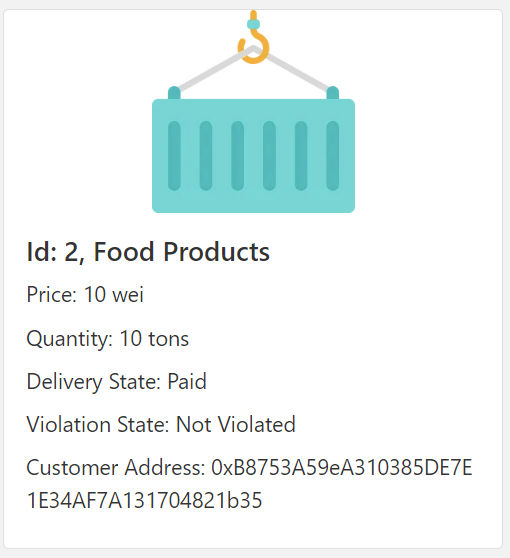 Id: 2, Food Products
Price: 10 wei
Quantity: 10 tons
Delivery State: Paid
Violation State: Not Violated
Customer Address: 0xB8753A59eA310385DE7E
1E34AF7A131704821b35